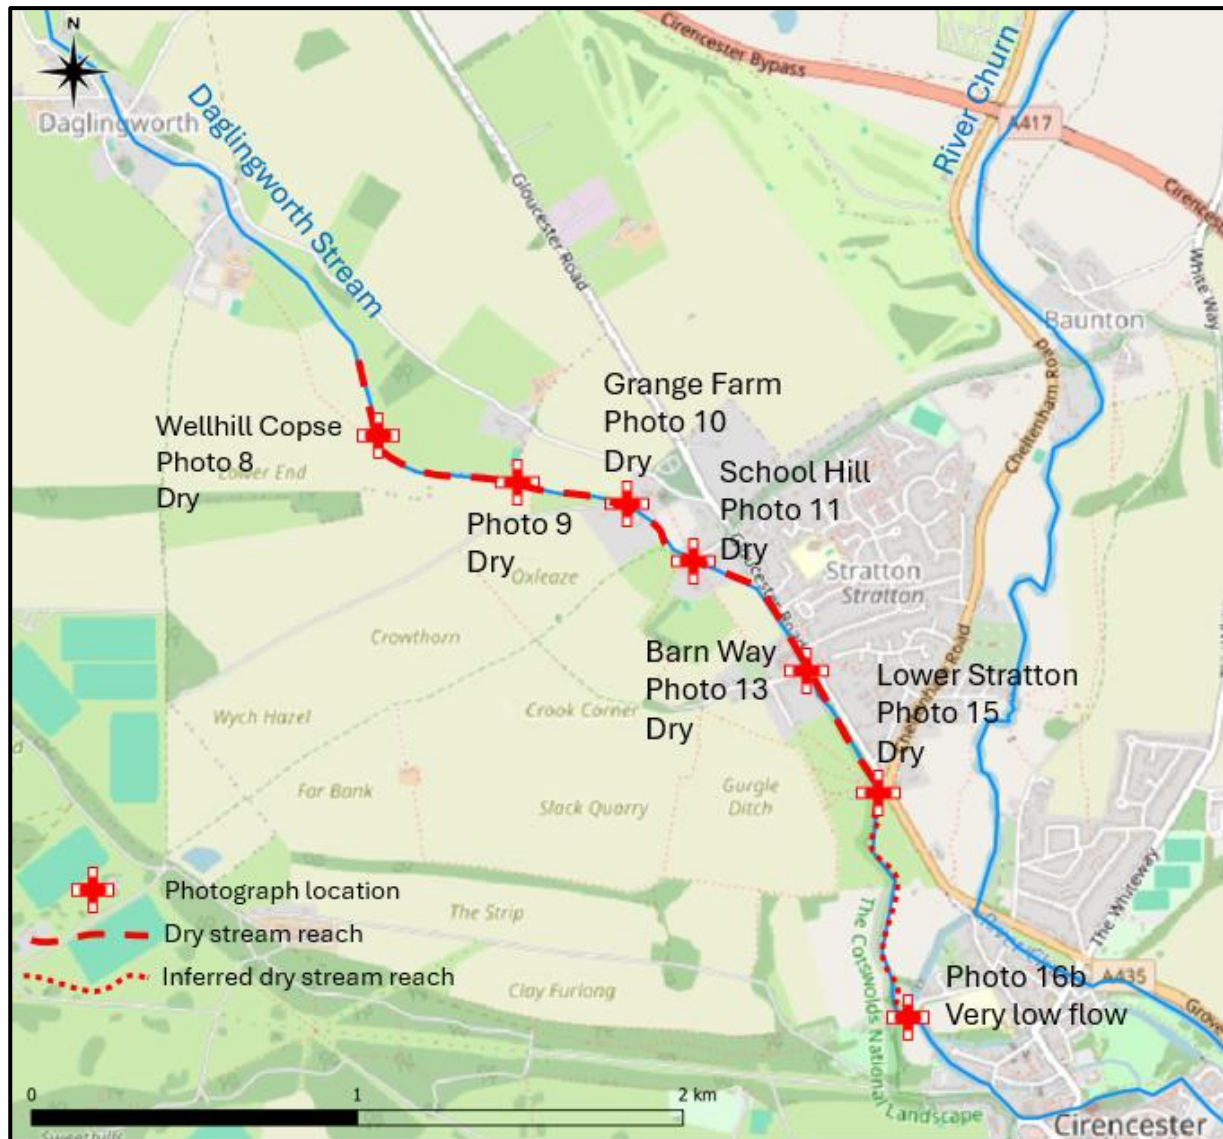 N
Daglingworth
Daglingworth Stream
Cirencester Bypass
River Churn
A417
Gloucester Road
White Way
Baunton
Grange Farm
Photo 10
Dry
Wellhill Copse
Photo 8
Dry
Lower End
School Hill
Photo 11
Dry
Photo 9
Dry
Cheltenham Road
Oxleaze
Gloucester Road
Stratton
Stratton
Crowthorn
Barn Way
Photo 13
Dry
Lower Stratton
Photo 15
Dry
Cheltenham Road
Wych Hazel
Crook Corner
Far Bank
Slack Quarry
Gurgle
Ditch
The Whiteway
Photograph location
The Strip
Dry stream reach
The Cotswolds National
Landscape
A435
Inferred dry stream reach
Photo 16b
Very low flow
Clay Furlong
0
1
2 km
Cirencester